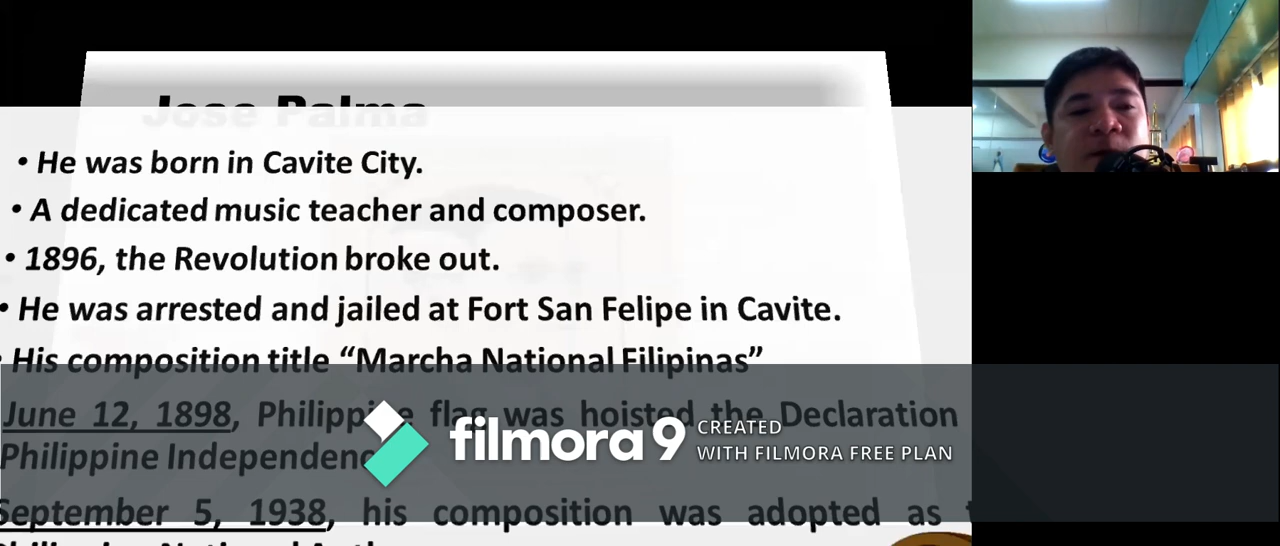 Jose Palma
• He was born in Cavite City.
• A dedicated music teacher and composer.
• 1896, the Revolution broke out.
• He was arrested and jailed at Fort San Felipe in Cavite.
• His composition title “Marcha National Filipinas”
June 12, 1898, Philippine flag was hoisted the Declaration
Philippine Independenc
filmora9 CREATED
WITH FILMORA FREE PLAN
September 5, 1938, his composition was adopted as